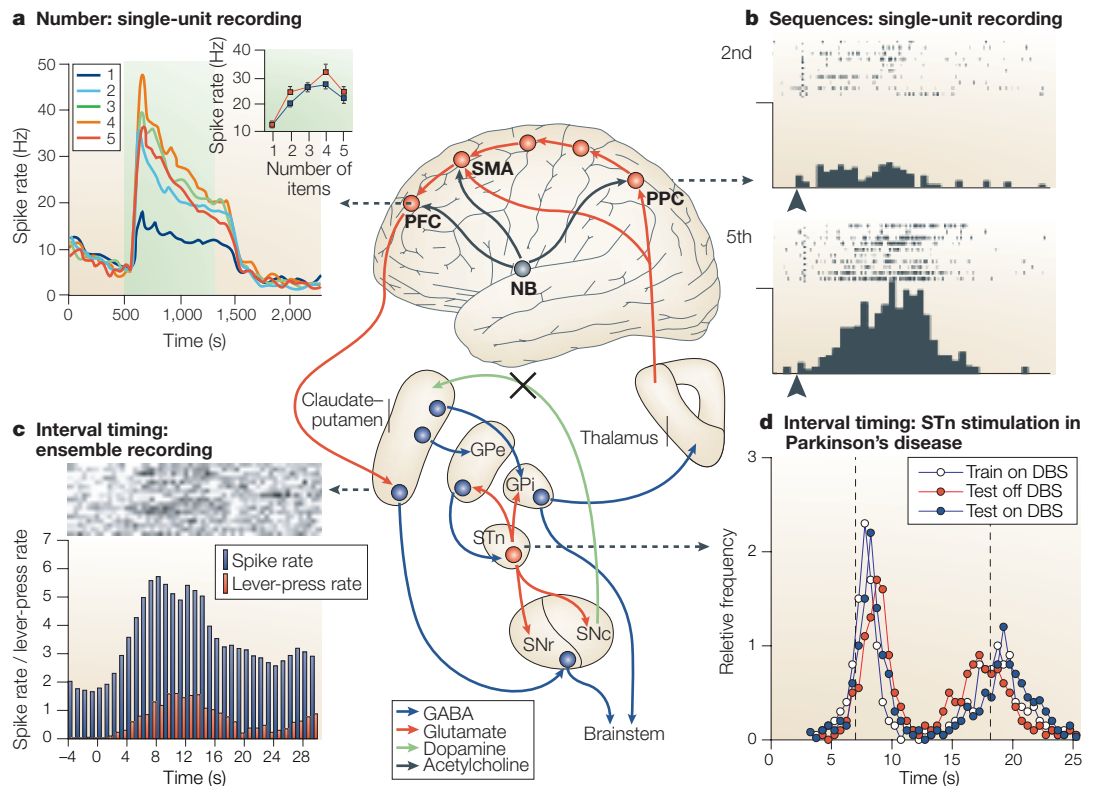 a Number: single-unit recording
Spike rate (Hz)
50
40
30
20
10
0
1
2
3
4
5
0
500
1,000
1,500
2,000
Time (s)
Spike rate (Hz)
40
30
20
10
1
2
3
4
5
Number of
items
b Sequences: single-unit recording
2nd
5th
SMA
PFC
PPC
NB
Claudate–
putamen
GPe
GPi
STn
SNr
SNc
Thalamus
Brainstem
GABA
Glutamate
Dopamine
Acetylcholine
c Interval timing:
ensemble recording
Spike rate / lever-press rate
7
6
5
4
3
2
1
0
Spike rate
Lever-press rate
–4
0
4
8
12
16
20
24
28
Time (s)
d Interval timing: STn stimulation in
Parkinson's disease
Reletive frequency
3
2
1
0
Train on DBS
Test off DBS
Test on DBS
0
5
10
15
20
25
Time (s)